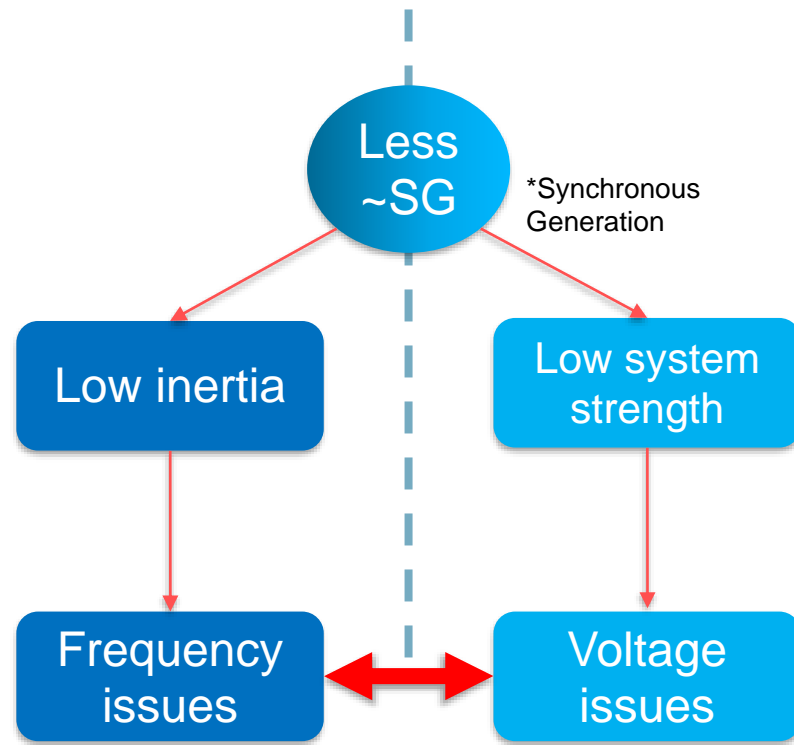 Less
~SG
*Synchronous
Generation
Low inertia
Low system
strength
Frequency
issues
Voltage
issues